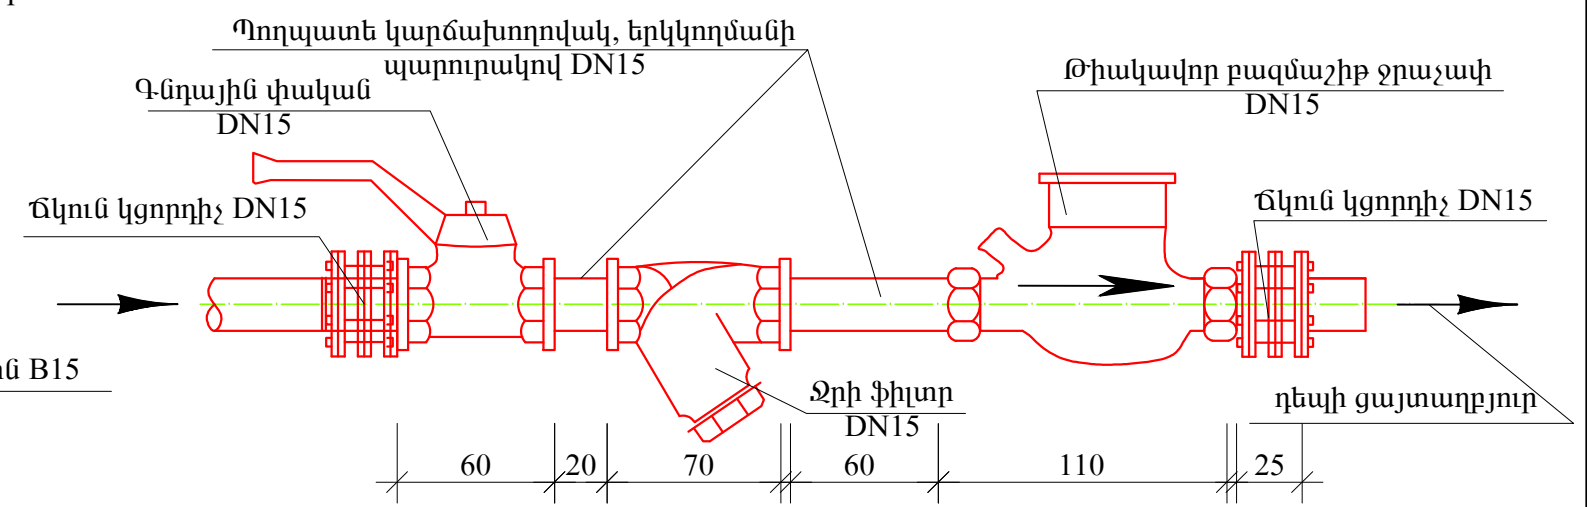 Պողպատե կարճախողովակ, երկկողմանի
պարուրակով DN15
Գնդային փական
DN15
Թիակավոր բազմաշիթ ջրաչափ
DN15
Ճկուն կցորդիչ DN15
Ճկուն կցորդիչ DN15
B15
Ջրի ֆիլտր
DN15
դեպի ցայտաղբյուր
60 20 70 60 110 25